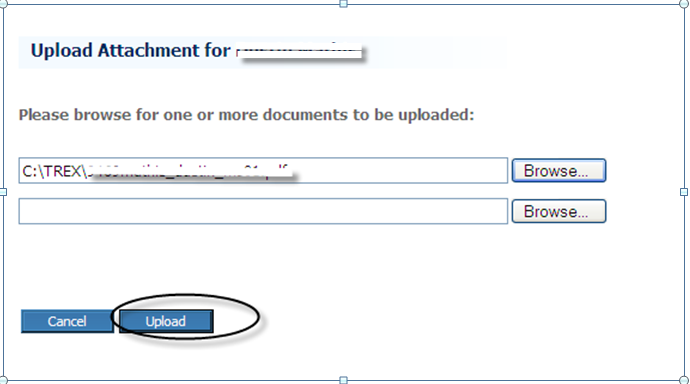 Upload Attachment for
Please browse for one or more documents to be uploaded:
C:\TREX\
Browse...
Browse...
Cancel
Upload